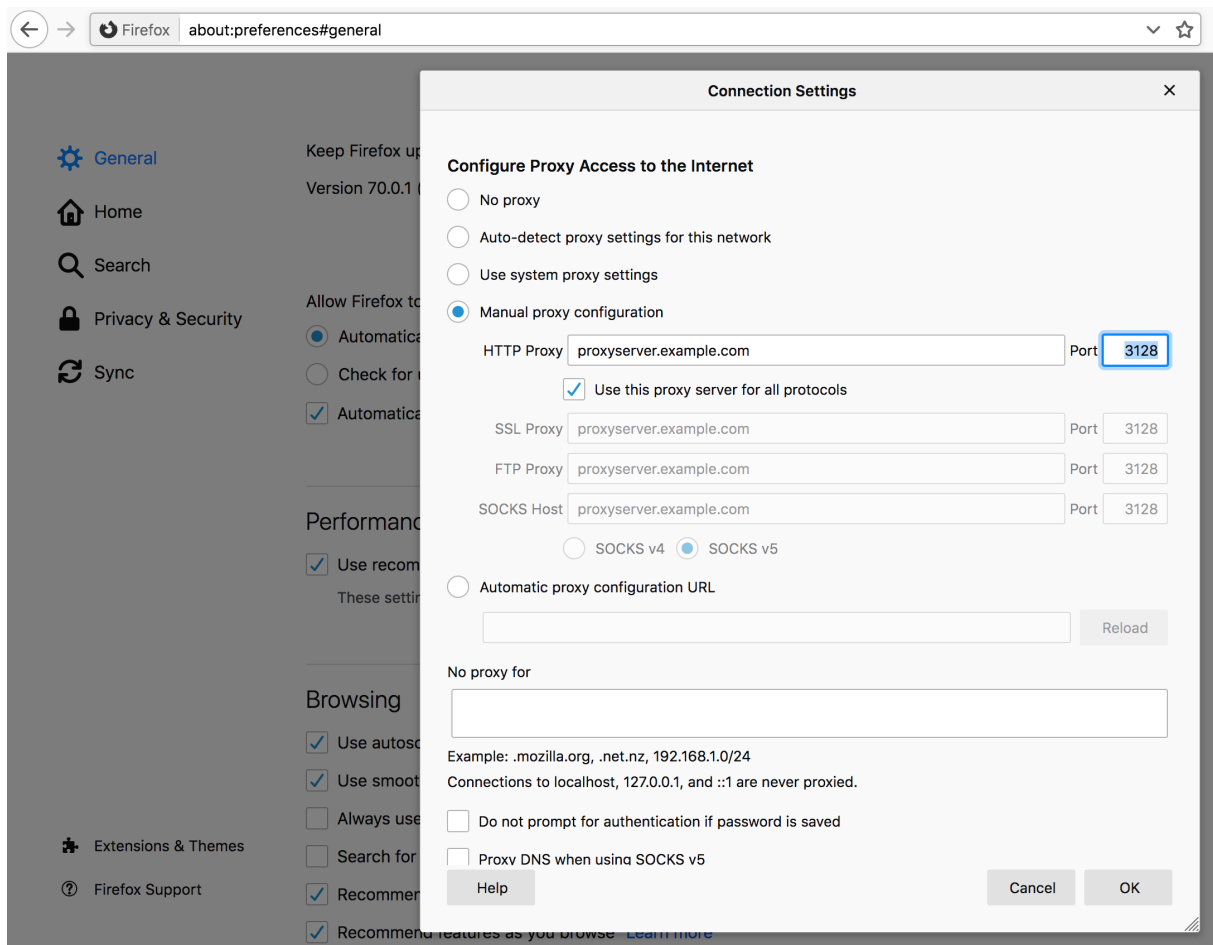 Firefox about:preferences#general
Connection Settings
General
Home
Search
Privacy & Security
Sync
Extensions & Themes
Firefox Support
Keep Firefox up
Version 70.0.1 (
Allow Firefox to
Automatica
Check for u
Automatica
Performanc
Use recom
These settin
Browsing
Use autosc
Use smoot
Always use
Search for
Recommen
Recommend features as you browse Learn more
Configure Proxy Access to the Internet
No proxy
Auto-detect proxy settings for this network
Use system proxy settings
Manual proxy configuration
HTTP Proxy proxyserver.example.com Port 3128
Use this proxy server for all protocols
SSL Proxy proxyserver.example.com Port 3128
FTP Proxy proxyserver.example.com Port 3128
SOCKS Host proxyserver.example.com Port 3128
SOCKS v4 SOCKS v5
Automatic proxy configuration URL
Reload
No proxy for
Example: .mozilla.org, .net.nz, 192.168.1.0/24
Connections to localhost, 127.0.0.1, and ::1 are never proxied.
Do not prompt for authentication if password is saved
Proxy DNS when using SOCKS v5
Help Cancel OK